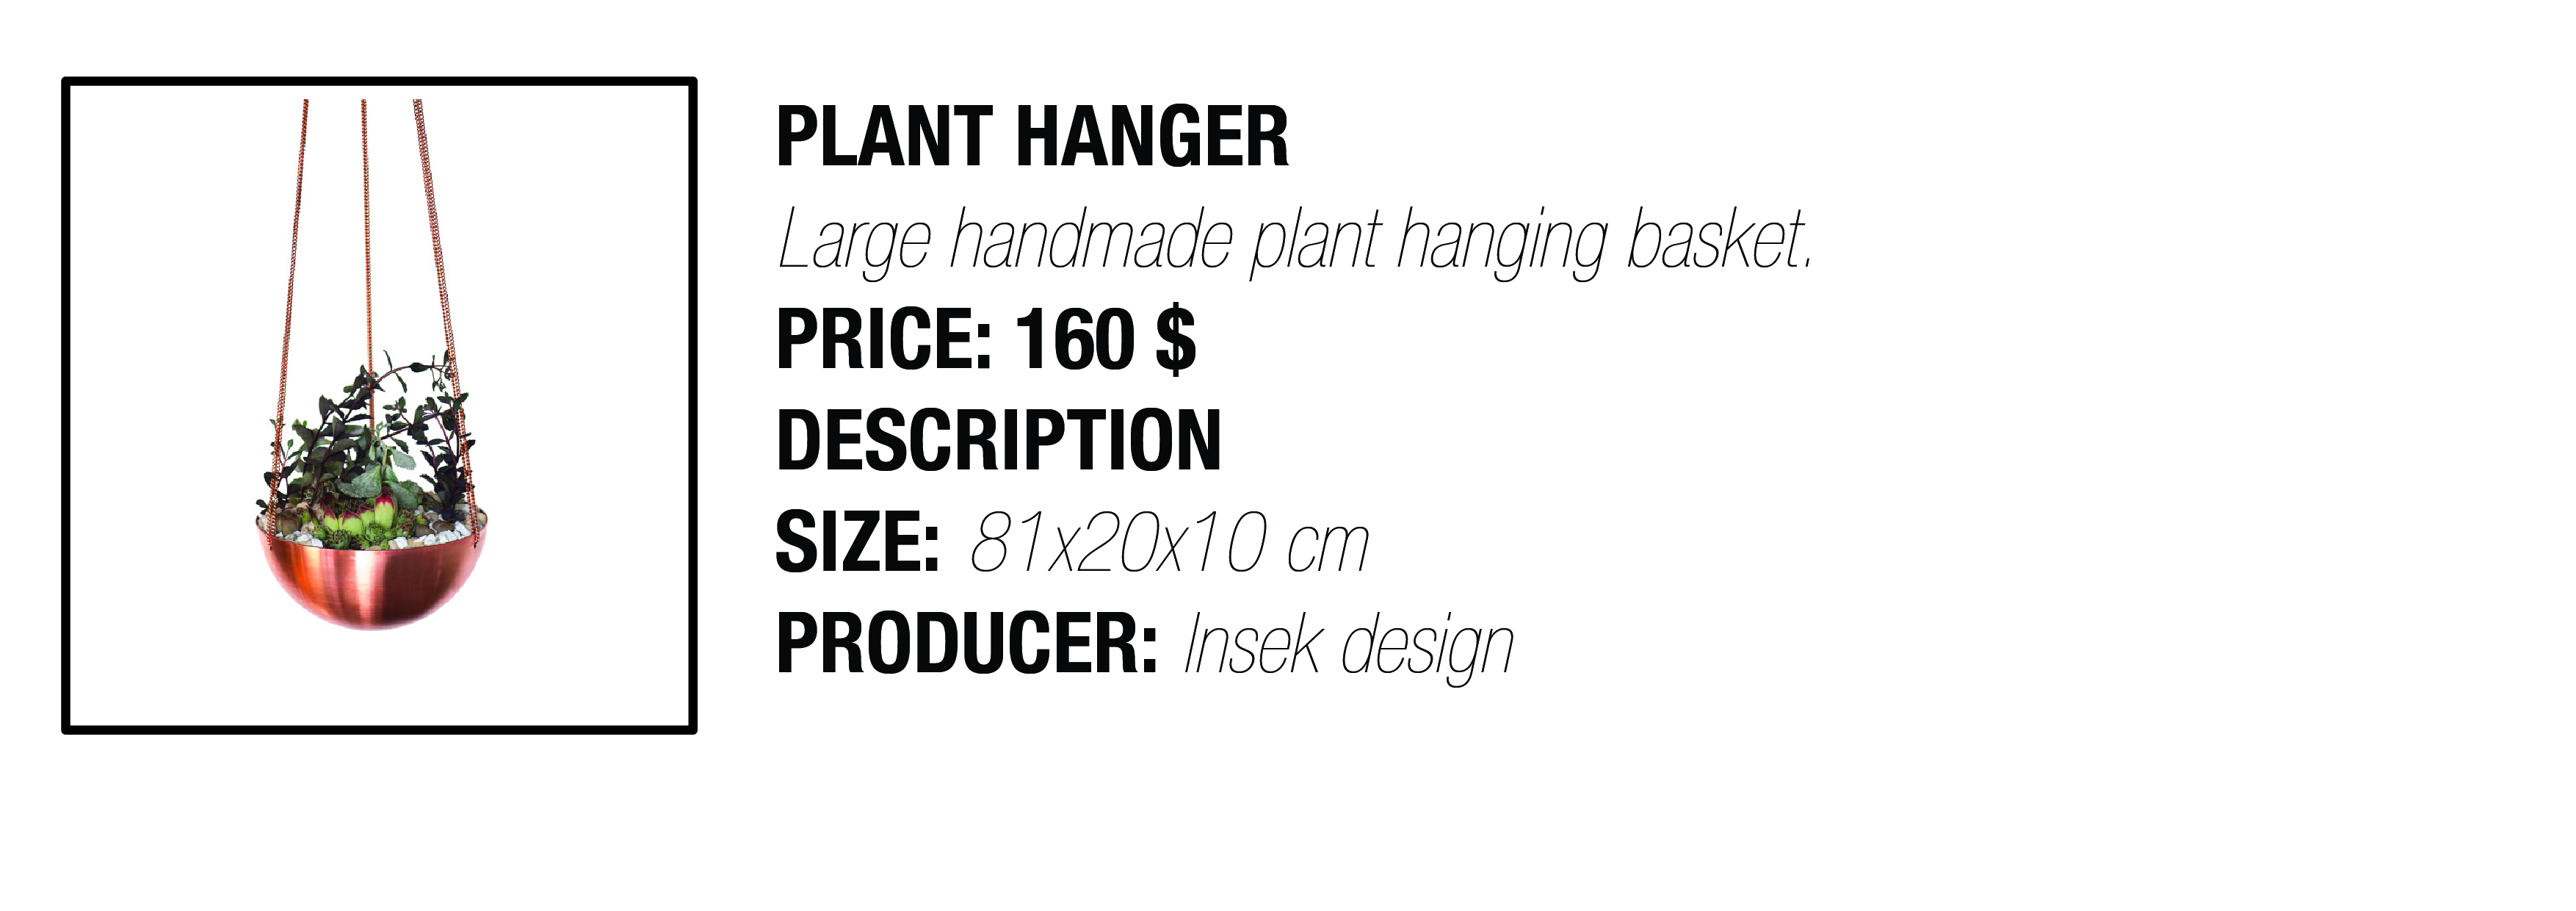 PLANT HANGER
Large handmade plant hanging basket.
PRICE: 160 $
DESCRIPTION
SIZE: 81x20x10 cm
PRODUCER: Insek design